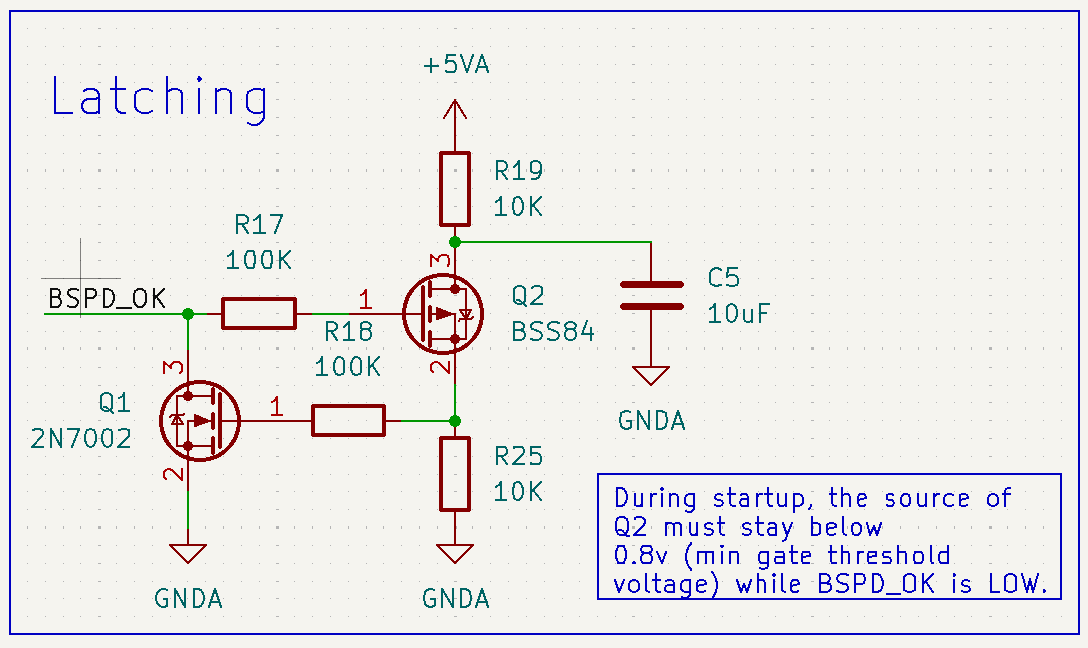 +5VA
Latching
R19
10K
R17
100K
3
C5
10uF
BSPD_OK
1
Q2
BSS84
R18
100K
2
3
Q1
2N7002
1
GNDA
2
R25
10K
During startup, the source of
Q2 must stay below
0.8v (min gate threshold
voltage) while BSPD_OK is LOW.
GNDA
GNDA